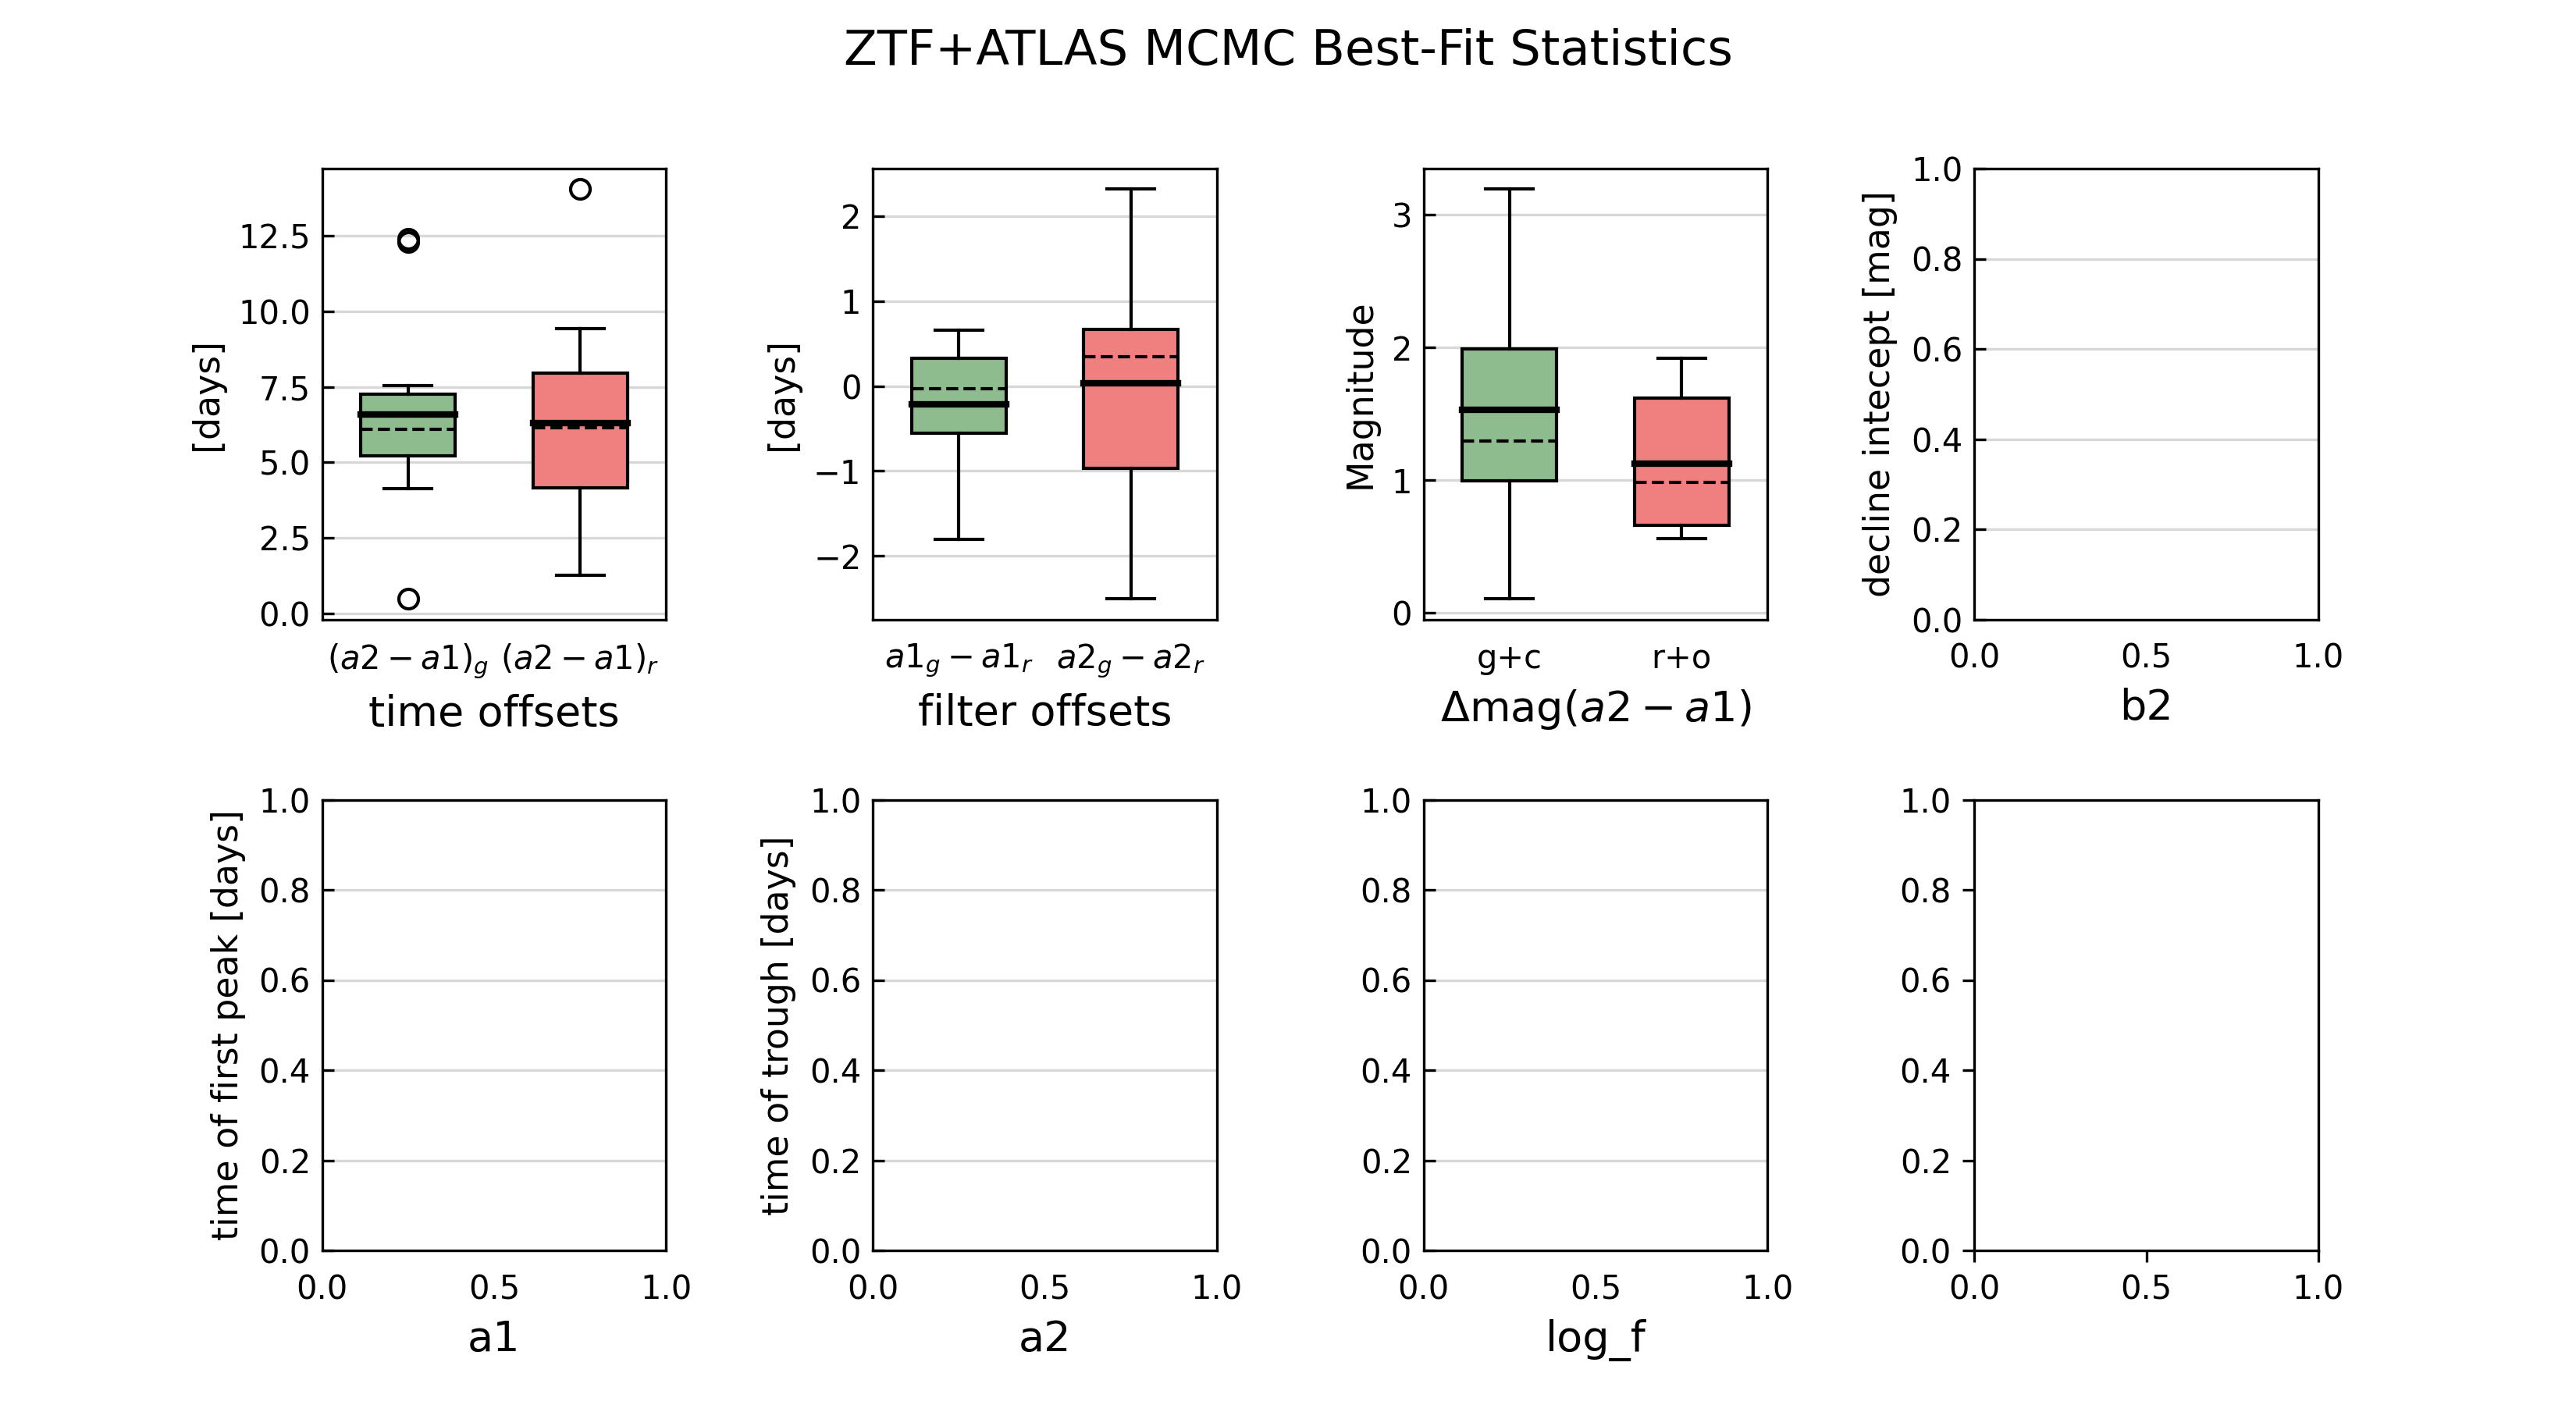 ZTF+ATLAS MCMC Best-Fit Statistics
[days]
12.5
10.0
7.5
5.0
2.5
0.0
(a2 − a1)g (a2 − a1)r
time offsets
[days]
2
1
0
−1
−2
a1g − a1r a2g − a2r
filter offsets
Magnitude
3
2
1
0
g+c r+o
Δmag(a2 − a1)
decline intecept [mag]
1.0
0.8
0.6
0.4
0.2
0.0
0.0 0.5 1.0
b2
time of first peak [days]
1.0
0.8
0.6
0.4
0.2
0.0
0.0 0.5 1.0
a1
time of trough [days]
1.0
0.8
0.6
0.4
0.2
0.0
0.0 0.5 1.0
a2
1.0
0.8
0.6
0.4
0.2
0.0
0.0 0.5 1.0
log_f
1.0
0.8
0.6
0.4
0.2
0.0
0.0 0.5 1.0